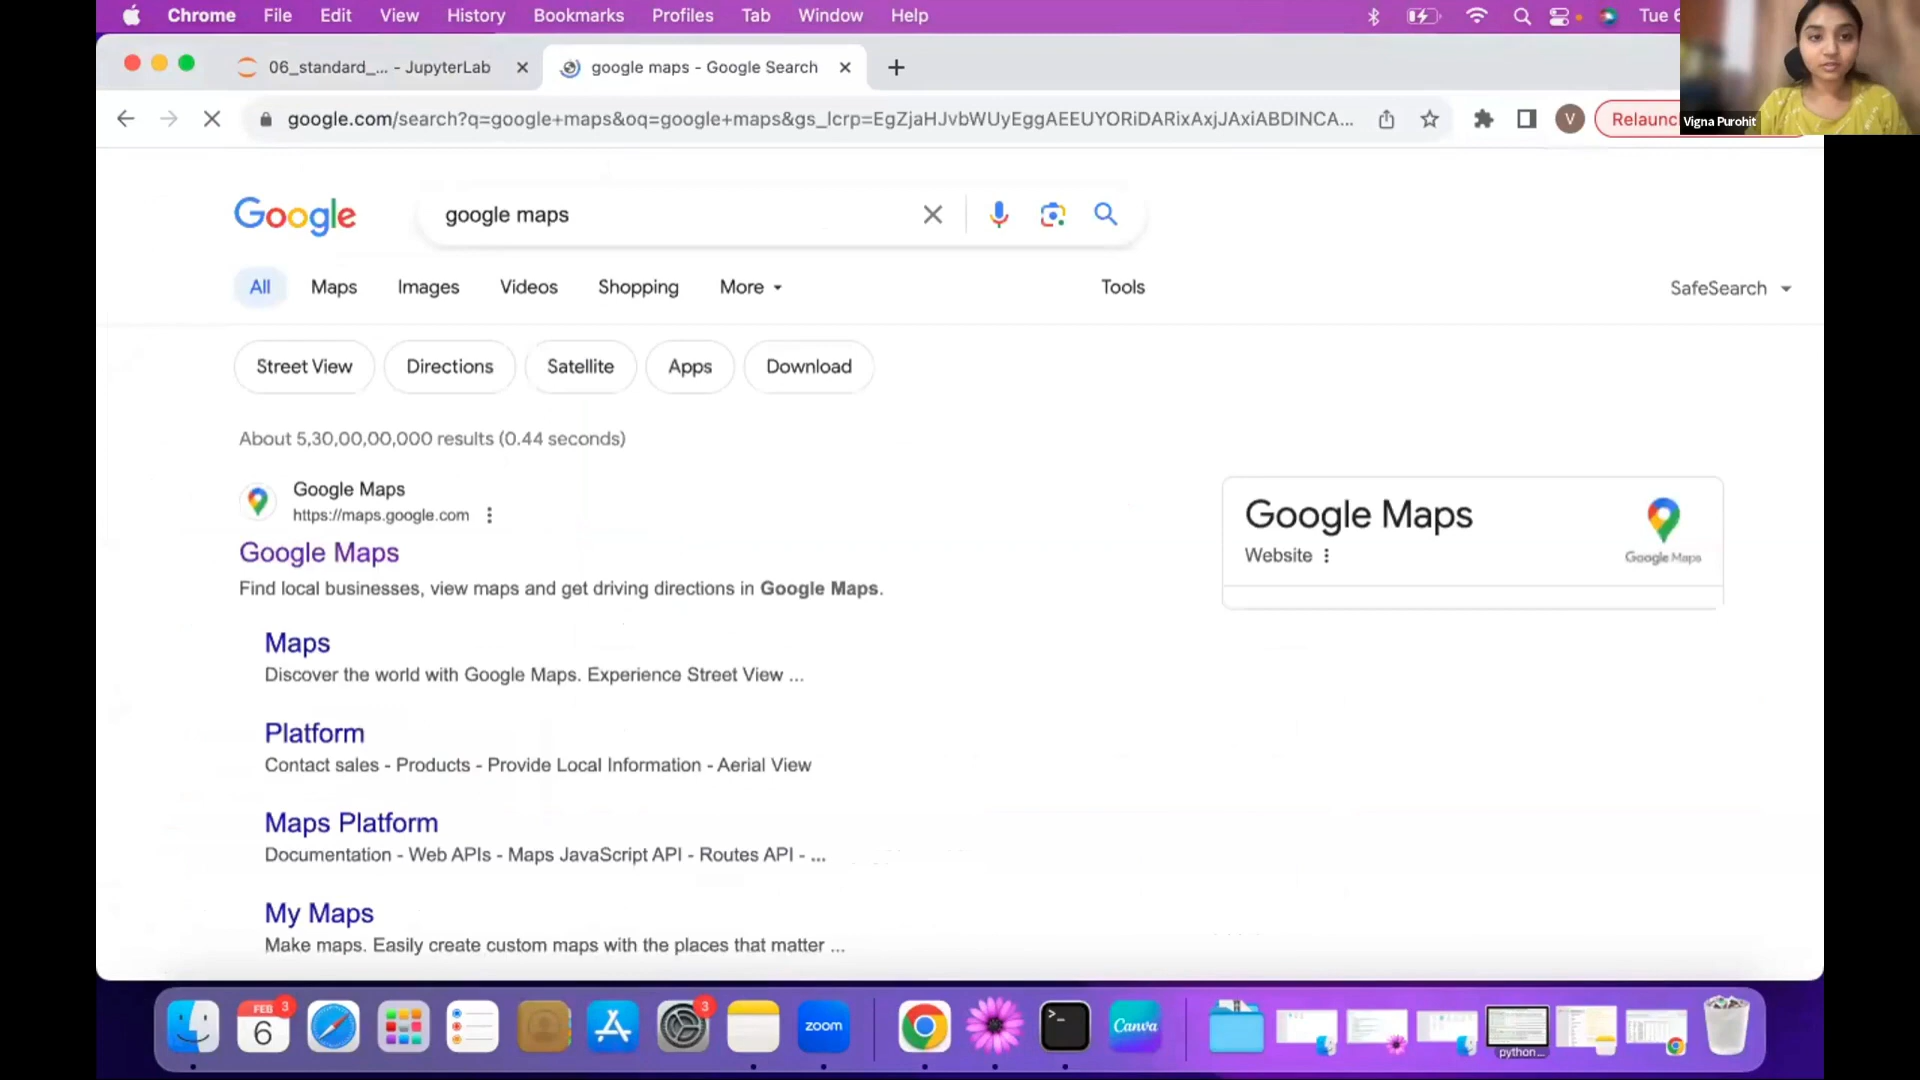 Chrome File Edit View History Bookmarks Profiles Tab Window Help Tue 6
06_standard_... - JupyterLab google maps - Google Search
google.com/search?q=google+maps&oq=google+maps&gs_lcrp=EgZjaHJvbWUyEggAEEUYORiDARixAxjJAxiABDINCA... V Relaunc
Vigna Purohit
Google google maps
All Maps Images Videos Shopping More Tools SafeSearch
Street View Directions Satellite Apps Download
About 5,30,00,00,000 results (0.44 seconds)
Google Maps
https://maps.google.com
Google Maps
Find local businesses, view maps and get driving directions in Google Maps.
Maps
Discover the world with Google Maps. Experience Street View ...
Platform
Contact sales - Products - Provide Local Information - Aerial View
Maps Platform
Documentation - Web APIs - Maps JavaScript API - Routes API - ...
My Maps
Make maps. Easily create custom maps with the places that matter ...
Google Maps
Website
Google Maps
FEB 3
6
3
zoom
>_
Canva
python...